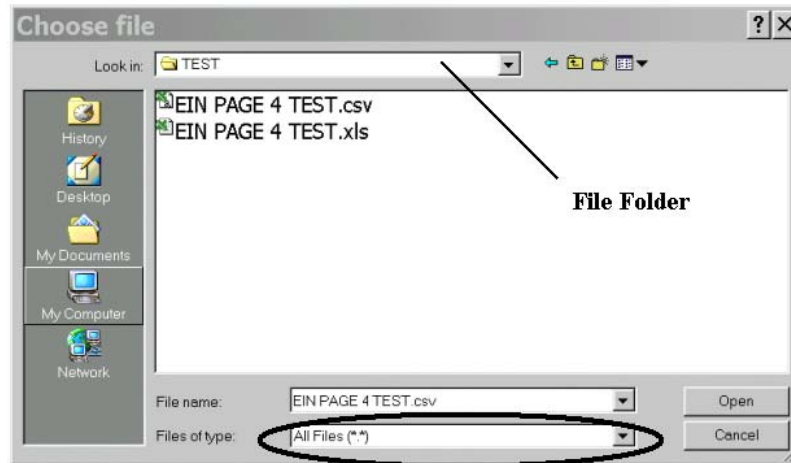 Choose file
Look in: TEST
History
Desktop
My Documents
My Computer
Network
EIN PAGE 4 TEST.csv
EIN PAGE 4 TEST.xls
File Folder
File name: EIN PAGE 4 TEST.csv Open
Files of type: All Files (*.*) Cancel